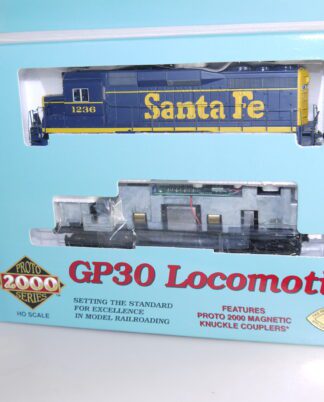 1236
Santa Fe
PROTO
2000
SERIES
HO SCALE
GP30 Locomoti
SETTING THE STANDARD
FOR EXCELLENCE
IN MODEL RAILROADING
FEATURES
PROTO 2000 MAGNETIC
KNUCKLE COUPLERS*